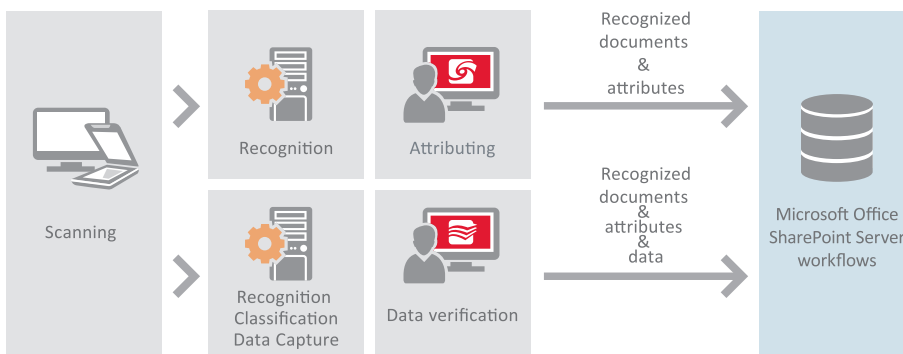 Scanning
Recognition
Attributing
Recognized
documents
&
attributes
Recognition
Classification
Data Capture
Data verification
Recognized
documents
&
attributes
&
data
Microsoft Office
SharePoint Server
workflows